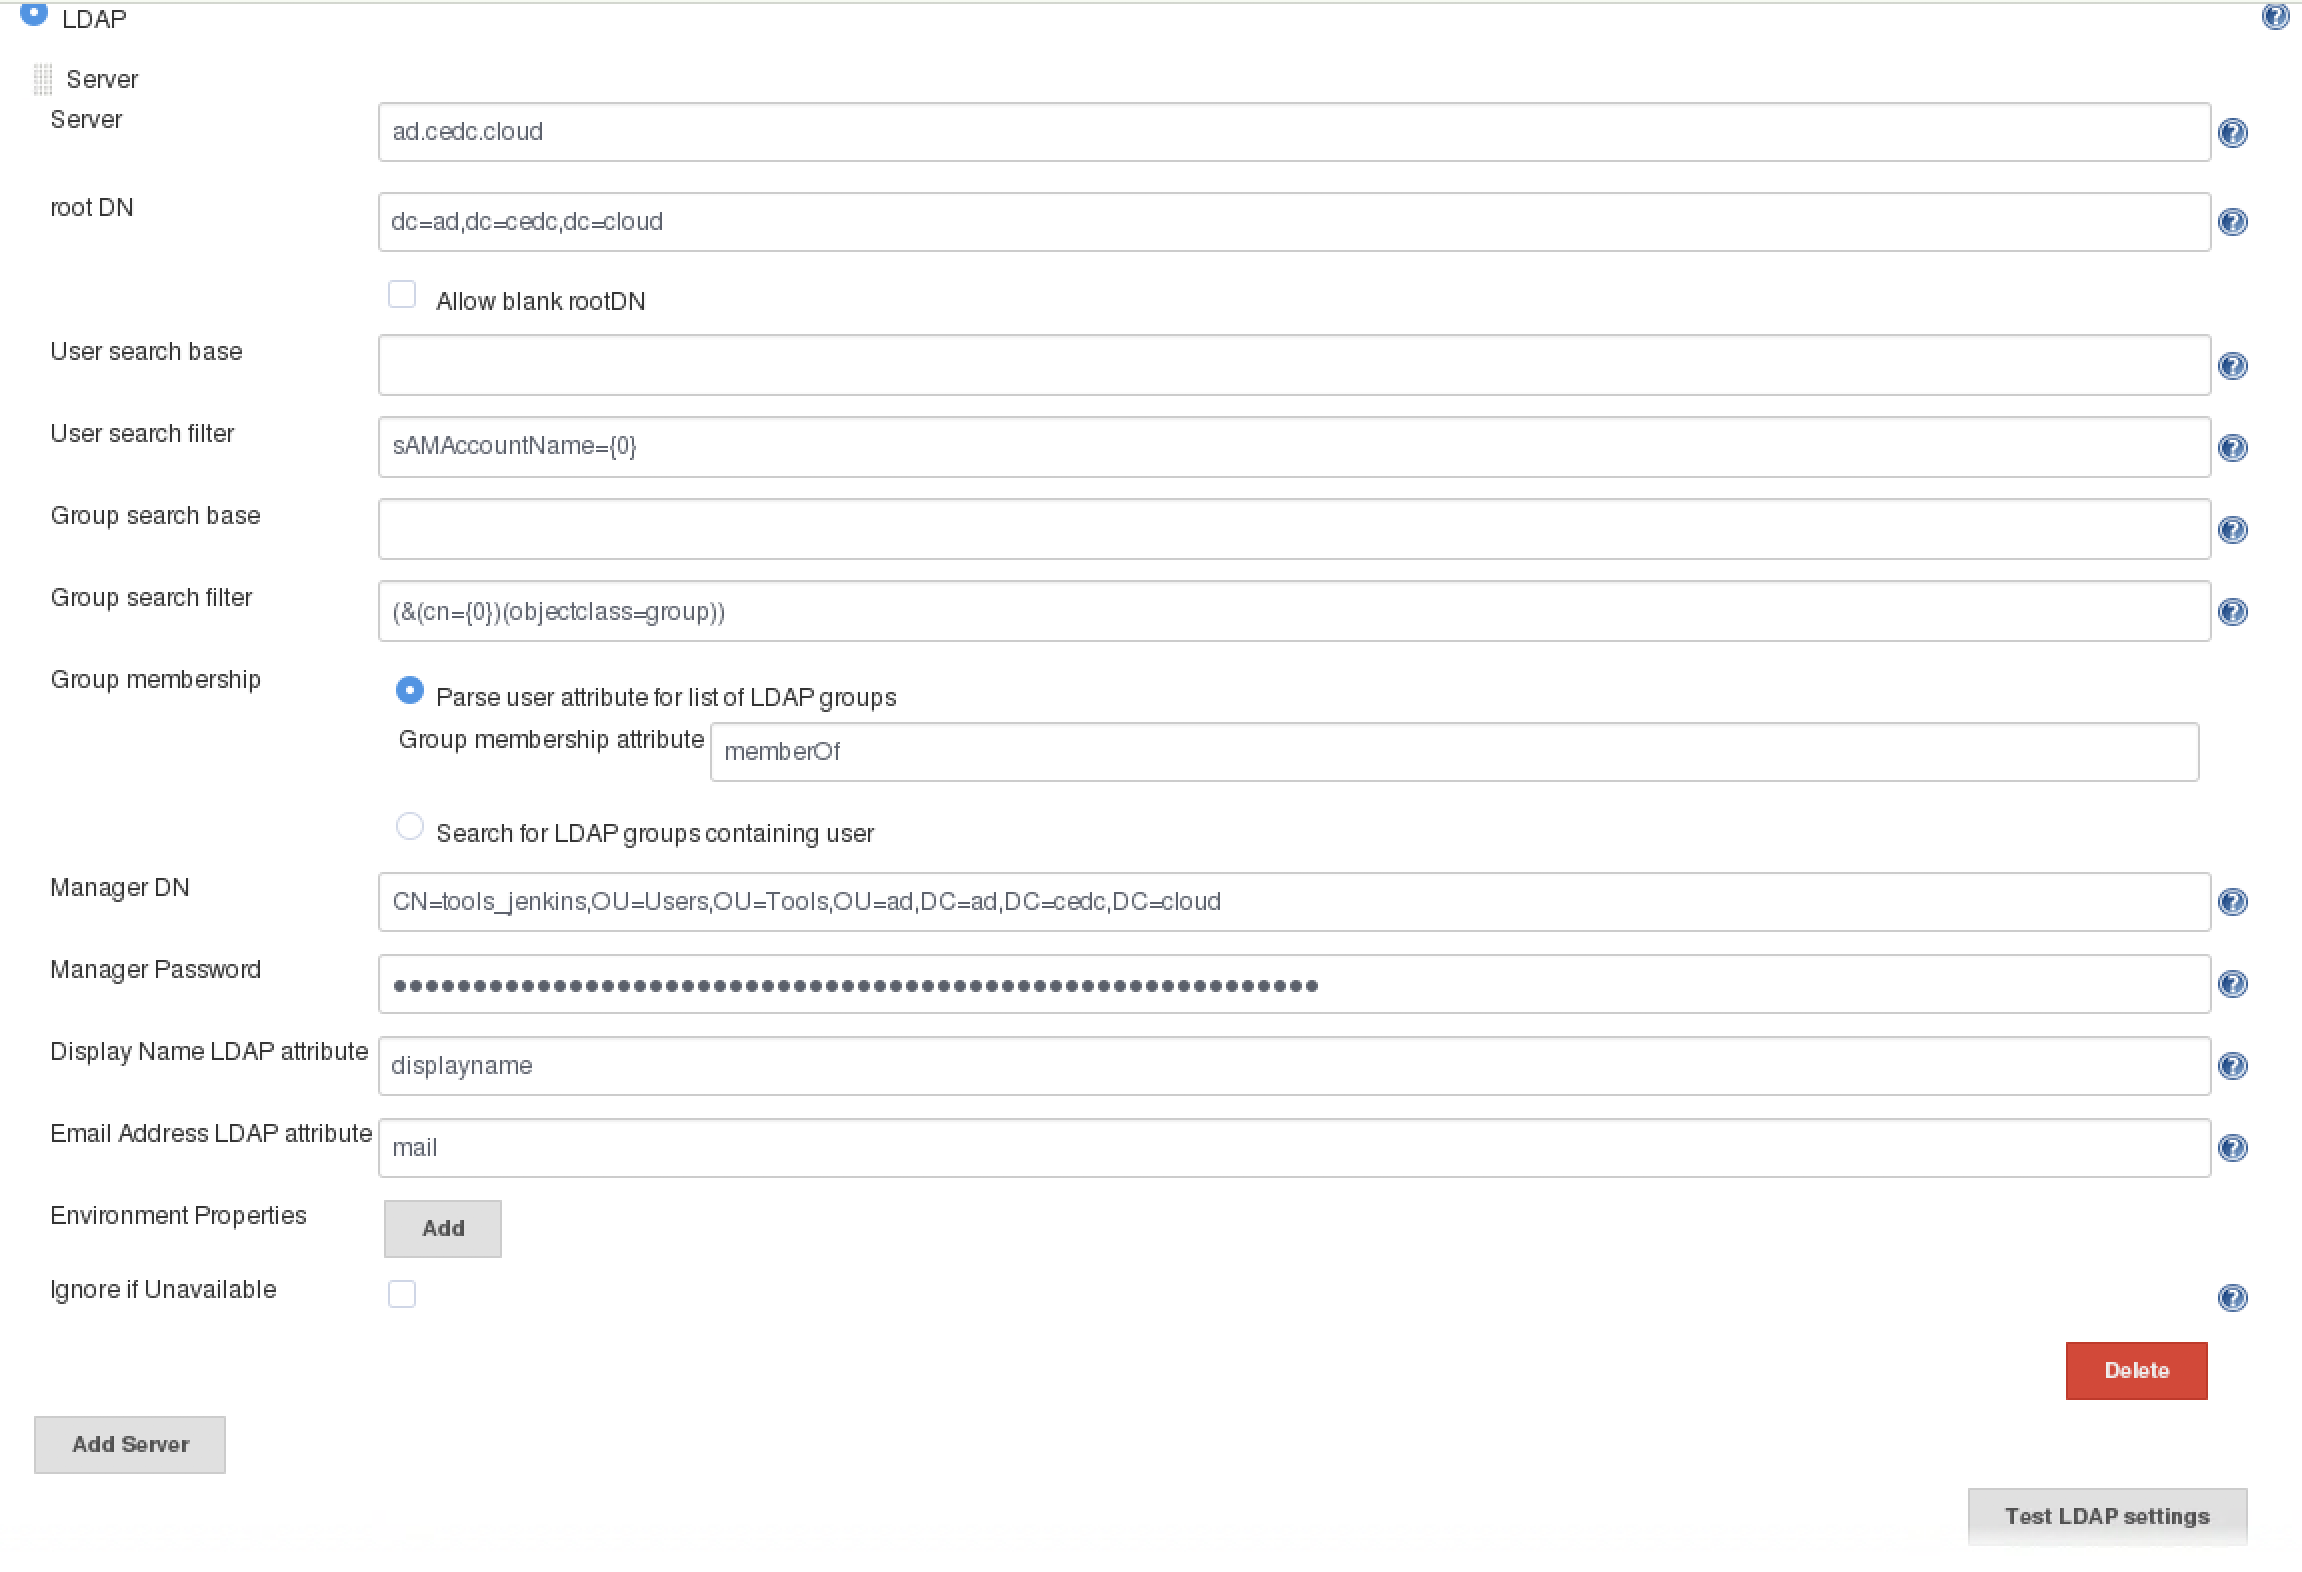 LDAP
Server
Server
ad.cedc.cloud
root DN
dc=ad,dc=cedc,dc=cloud
Allow blank rootDN
User search base
User search filter
sAMAccountName={0}
Group search base
Group search filter
(&(cn={0})(objectclass=group))
Group membership
Parse user attribute for list of LDAP groups
Group membership attribute
memberOf
Search for LDAP groups containing user
Manager DN
CN=tools_jenkins,OU=Users,OU=Tools,OU=ad,DC=ad,DC=cedc,DC=cloud
Manager Password
Display Name LDAP attribute
displayname
Email Address LDAP attribute
mail
Environment Properties
Add
Ignore if Unavailable
Delete
Add Server
Test LDAP settings